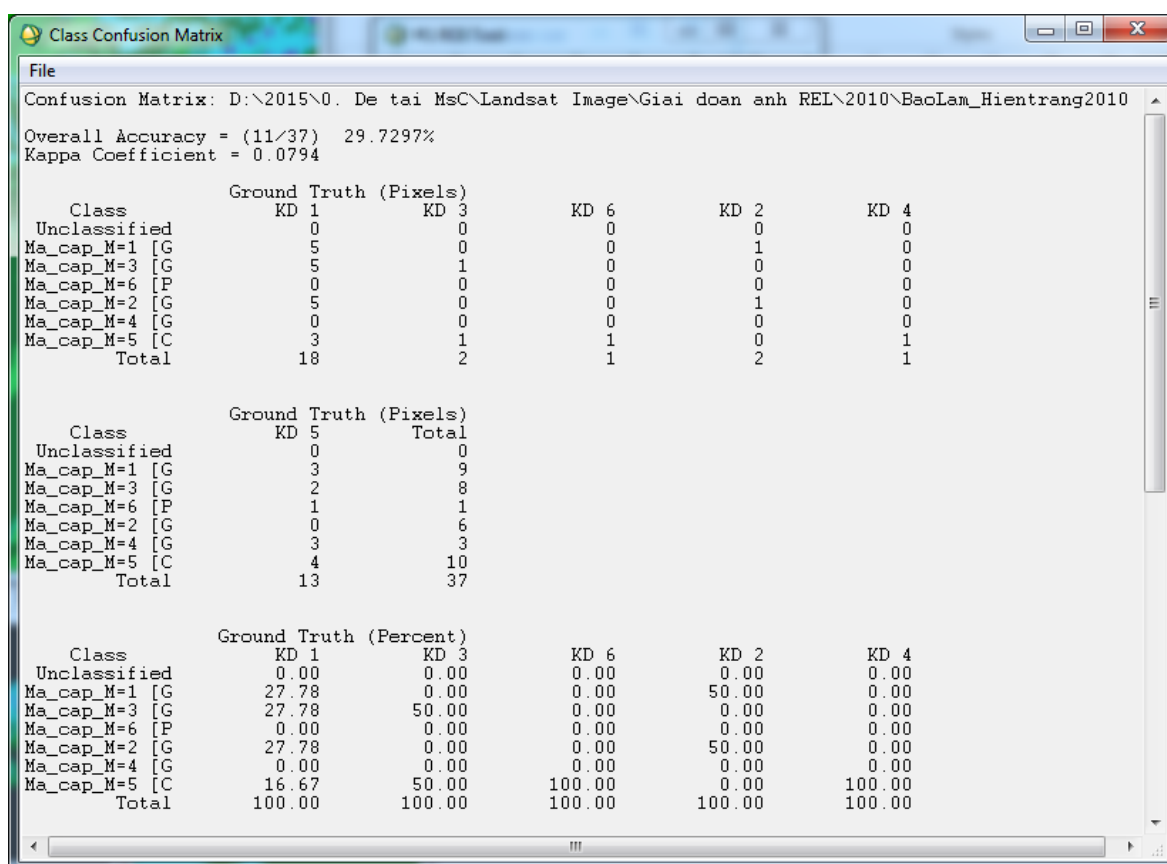 Class Confusion Matrix
File
Confusion Matrix: D:\2015\0. De tai MsC\Landsat Image\Giai doan anh REL\2010\BaoLam_Hientrang2010
Overall Accuracy = (11/37) 29.7297%
Kappa Coefficient = 0.0794
Ground Truth (Pixels)
Class KD 1 KD 3 KD 6 KD 2 KD 4
Unclassified 0 0 0 0 0
Ma_cap_M=1 [G 5 0 0 1 0
Ma_cap_M=3 [G 5 1 0 0 0
Ma_cap_M=6 [P 0 0 0 0 0
Ma_cap_M=2 [G 5 0 0 1 0
Ma_cap_M=4 [G 0 0 0 0 0
Ma_cap_M=5 [C 3 1 1 0 1
Total 18 2 1 2 1
Ground Truth (Pixels)
Class KD 5 Total
Unclassified 0 0
Ma_cap_M=1 [G 3 9
Ma_cap_M=3 [G 2 8
Ma_cap_M=6 [P 1 1
Ma_cap_M=2 [G 0 6
Ma_cap_M=4 [G 3 3
Ma_cap_M=5 [C 4 10
Total 13 37
Ground Truth (Percent)
Class KD 1 KD 3 KD 6 KD 2 KD 4
Unclassified 0.00 0.00 0.00 0.00 0.00
Ma_cap_M=1 [G 27.78 0.00 0.00 50.00 0.00
Ma_cap_M=3 [G 27.78 50.00 0.00 0.00 0.00
Ma_cap_M=6 [P 0.00 0.00 0.00 0.00 0.00
Ma_cap_M=2 [G 27.78 0.00 0.00 50.00 0.00
Ma_cap_M=4 [G 0.00 0.00 0.00 0.00 0.00
Ma_cap_M=5 [C 16.67 50.00 100.00 0.00 100.00
Total 100.00 100.00 100.00 100.00 100.00